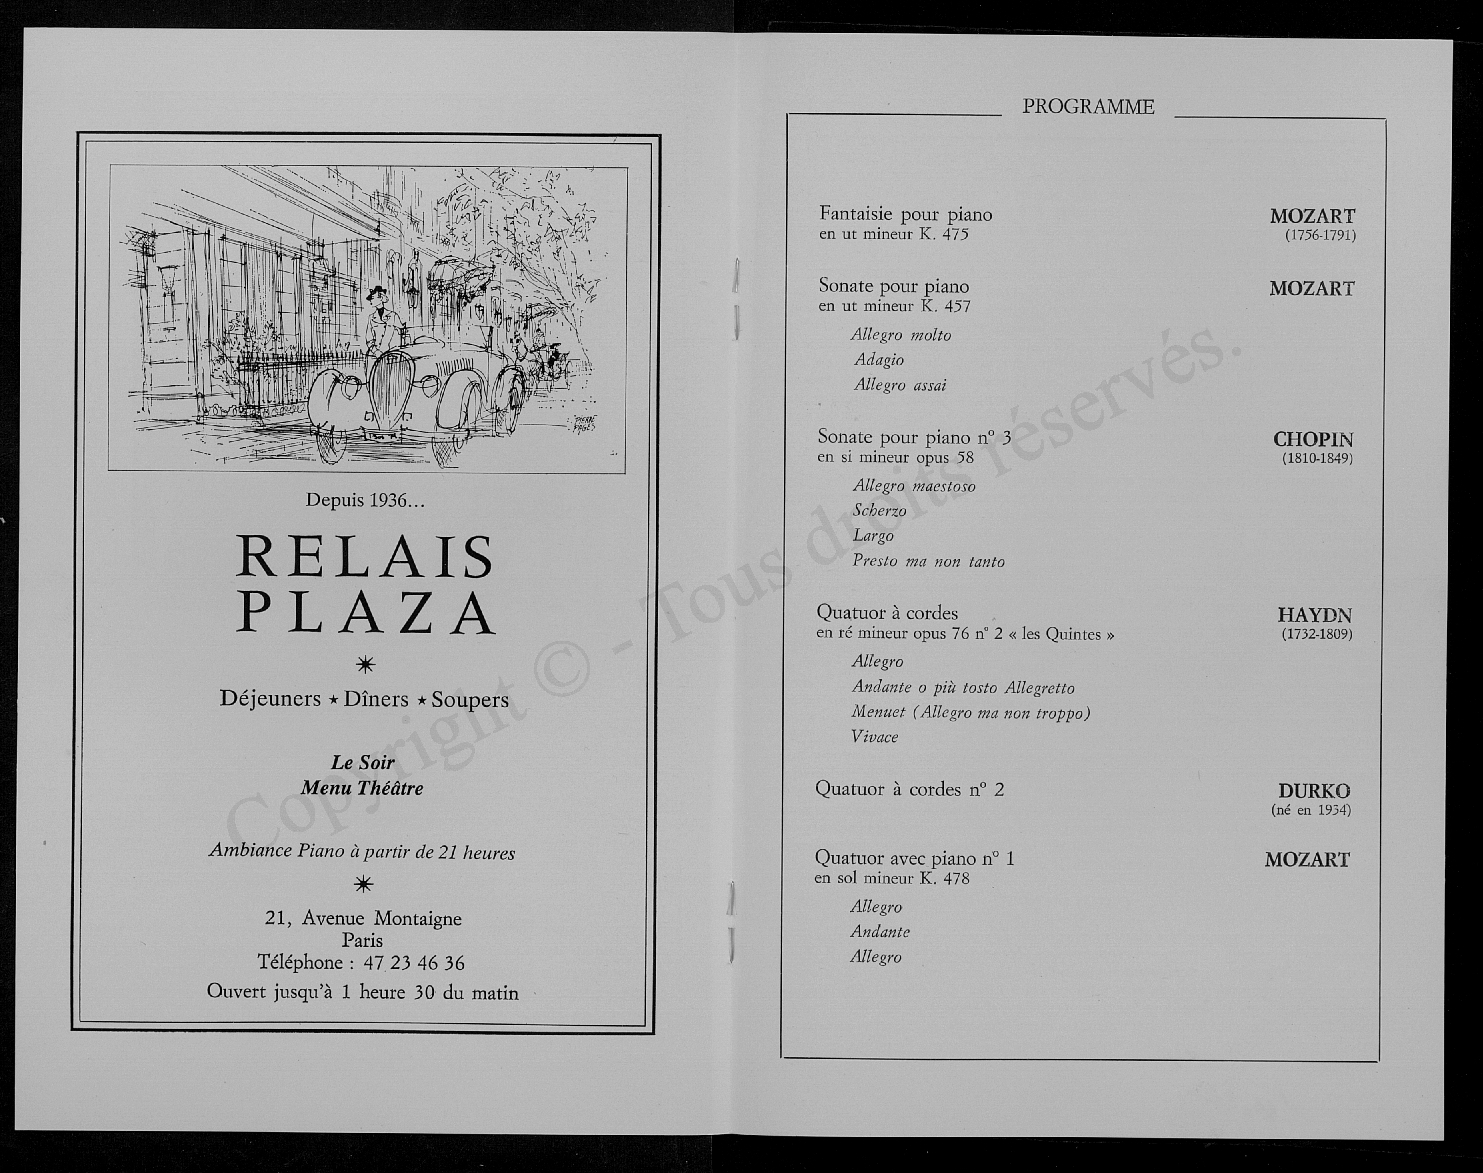 Depuis 1936...
RELAIS
PLAZA
Déjeuners ★ Dîners ★ Soupers
Le Soir
Menu Théâtre
Ambiance Piano à partir de 21 heures
21, Avenue Montaigne
Paris
Téléphone : 47 23 46 36
Ouvert jusqu'à 1 heure 30 du matin
PROGRAMME
Fantaisie pour piano MOZART
en ut mineur K. 475 (1756-1791)
Sonate pour piano MOZART
en ut mineur K. 457
Allegro molto
Adagio
Allegro assai
Sonate pour piano n° 3 CHOPIN
en si mineur opus 58 (1810-1849)
Allegro maestoso
Scherzo
Largo
Presto ma non tanto
Quatuor à cordes HAYDN
en ré mineur opus 76 n° 2 « les Quintes » (1732-1809)
Allegro
Andante o più tosto Allegretto
Menuet (Allegro ma non troppo)
Vivace
Quatuor à cordes n° 2 DURKO
(né en 1934)
Quatuor avec piano n° 1 MOZART
en sol mineur K. 478
Allegro
Andante
Allegro
Copyright © - Tous droits réservés.